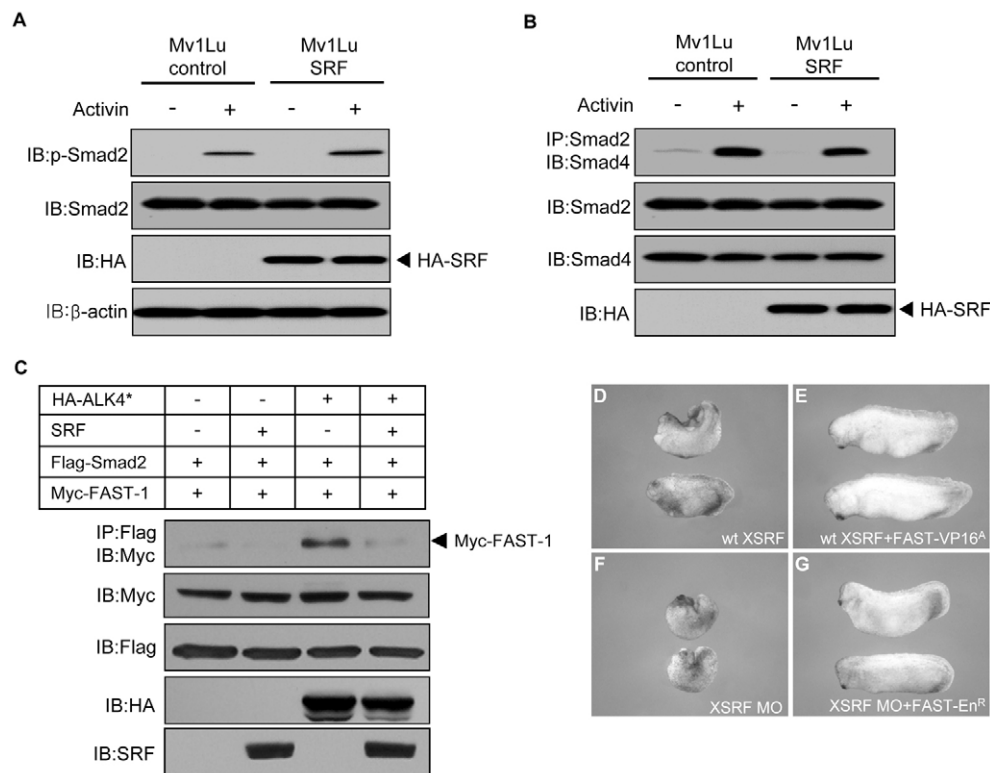 A
Mv1Lu control
Mv1Lu SRF
Activin - + - +
IB:p-Smad2
IB:Smad2
IB:HA
HA-SRF
IB:β-actin
B
Mv1Lu control
Mv1Lu SRF
Activin - + - +
IP:Smad2
IB:Smad4
IB:Smad2
IB:Smad4
IB:HA
HA-SRF
C
HA-ALK4* - - + +
SRF - + - +
Flag-Smad2 + + + +
Myc-FAST-1 + + + +
IP:Flag
IB:Myc
Myc-FAST-1
IB:Myc
IB:Flag
IB:HA
IB:SRF
D
wt XSRF
E
wt XSRF+FAST-VP16ᴬ
F
XSRF MO
G
XSRF MO+FAST-Enᴿ